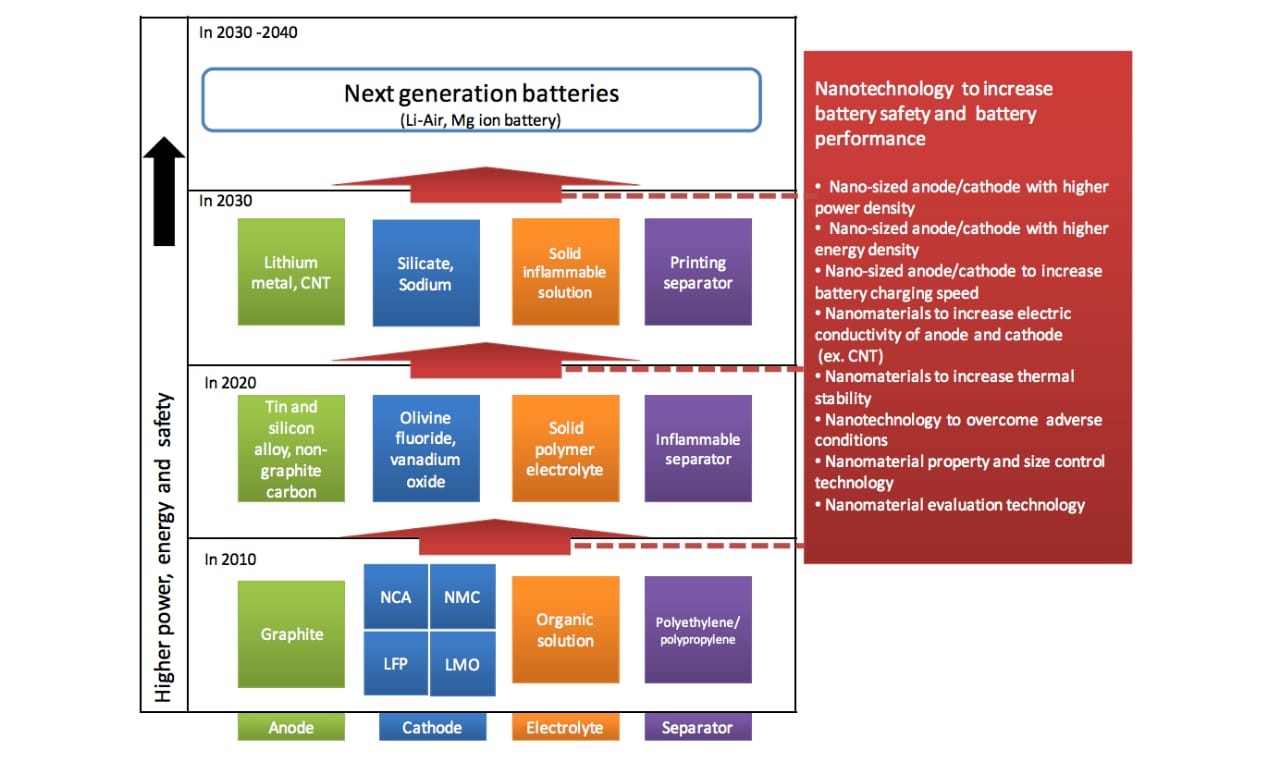 In 2030 -2040
Next generation batteries
(Li-Air, Mg ion battery)
In 2030
Lithium
metal, CNT
Silicate,
Sodium
Solid
inflammable
solution
Printing
separator
In 2020
Tin and
silicon
alloy, non-
graphite
carbon
Olivine
fluoride,
vanadium
oxide
Solid
polymer
electrolyte
Inflammable
separator
In 2010
Graphite
NCA
NMC
LFP
LMO
Organic
solution
Polyethylene/
polypropylene
Anode
Cathode
Electrolyte
Separator
Higher power, energy and safety
Nanotechnology to increase
battery safety and battery
performance
• Nano-sized anode/cathode with higher
power density
• Nano-sized anode/cathode with higher
energy density
• Nano-sized anode/cathode to increase
battery charging speed
• Nanomaterials to increase electric
conductivity of anode and cathode
(ex. CNT)
• Nanomaterials to increase thermal
stability
• Nanotechnology to overcome adverse
conditions
• Nanomaterial property and size control
technology
• Nanomaterial evaluation technology